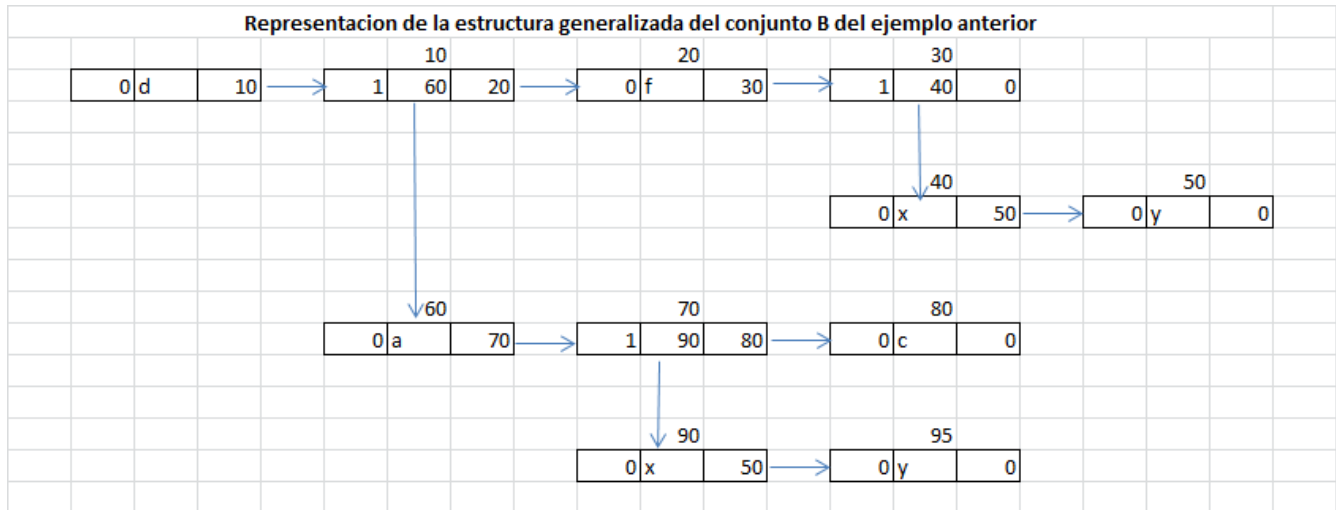 Representacion de la estructura generalizada del conjunto B del ejemplo anterior
10 20 30
0 d 10 1 60 20 0 f 30 1 40 0
40 50
0 x 50 0 y 0
60 70 80
0 a 70 1 90 80 0 c 0
90 95
0 x 50 0 y 0